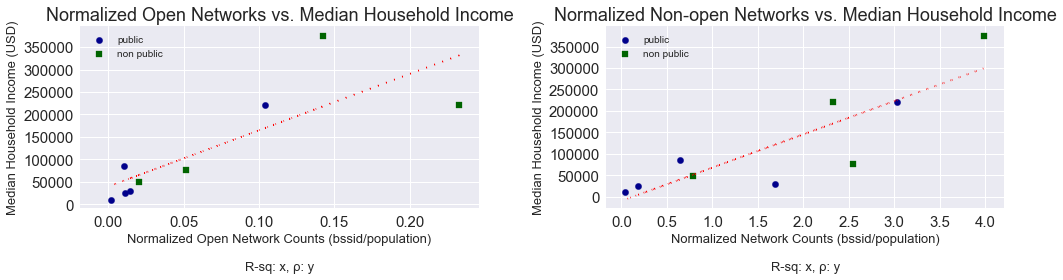 Normalized Open Networks vs. Median Household Income
Median Household Income (USD)
350000
300000
250000
200000
150000
100000
50000
0
public
non public
0.00 0.05 0.10 0.15 0.20
Normalized Open Network Counts (bssid/population)
R-sq: x, ρ: y
Normalized Non-open Networks vs. Median Household Income
Median Household Income (USD)
350000
300000
250000
200000
150000
100000
50000
0
public
non public
0.0 0.5 1.0 1.5 2.0 2.5 3.0 3.5 4.0
Normalized Network Counts (bssid/population)
R-sq: x, ρ: y